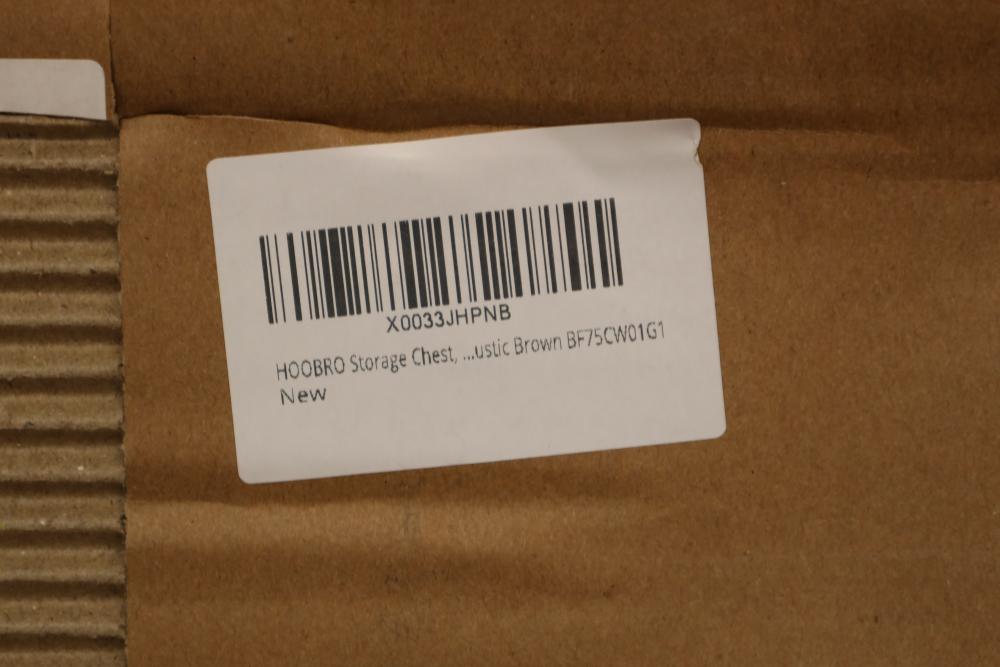 X0033JHPNB
HOOBRO Storage Chest, ...ustic Brown BF75CW01G1
New